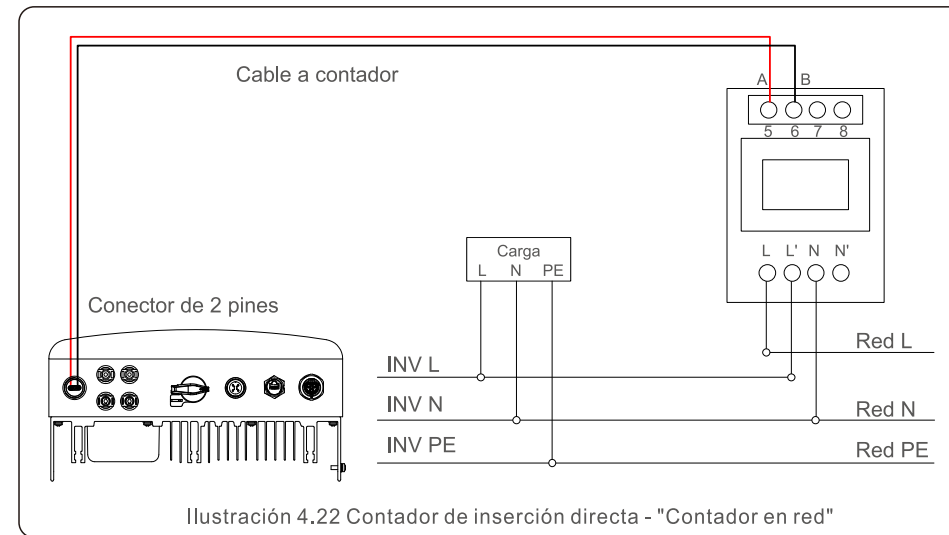 Cable a contador
A B
5 6 7 8
L L' N N'
Carga
L N PE
Conector de 2 pines
Red L
INV L
INV N
Red N
INV PE
Red PE
Ilustración 4.22 Contador de inserción directa - "Contador en red"